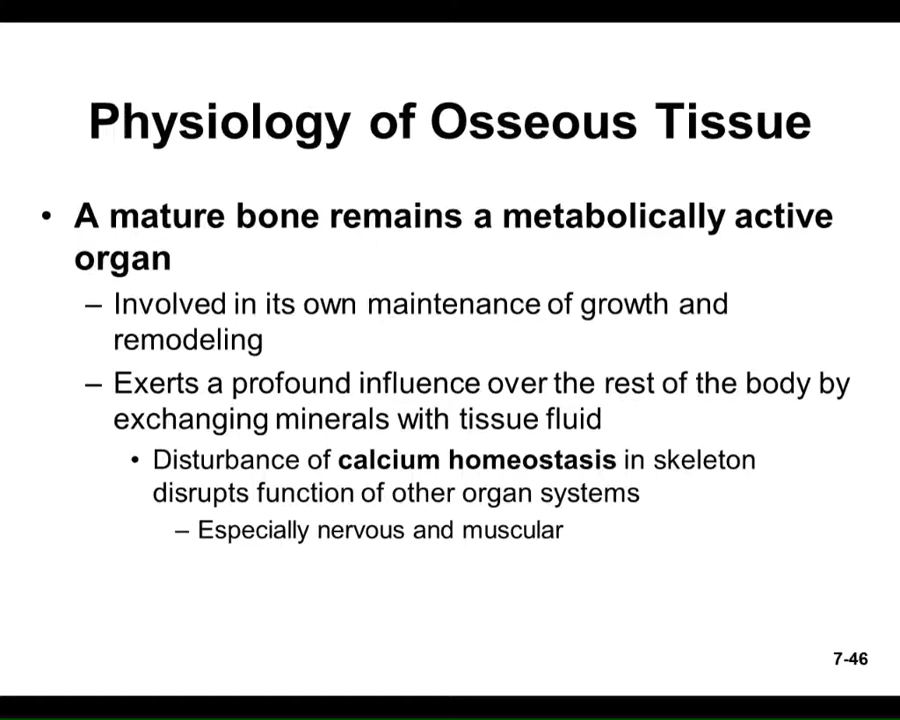 Physiology of Osseous Tissue
• A mature bone remains a metabolically active
organ
– Involved in its own maintenance of growth and
remodeling
– Exerts a profound influence over the rest of the body by
exchanging minerals with tissue fluid
• Disturbance of calcium homeostasis in skeleton
disrupts function of other organ systems
– Especially nervous and muscular
7-46